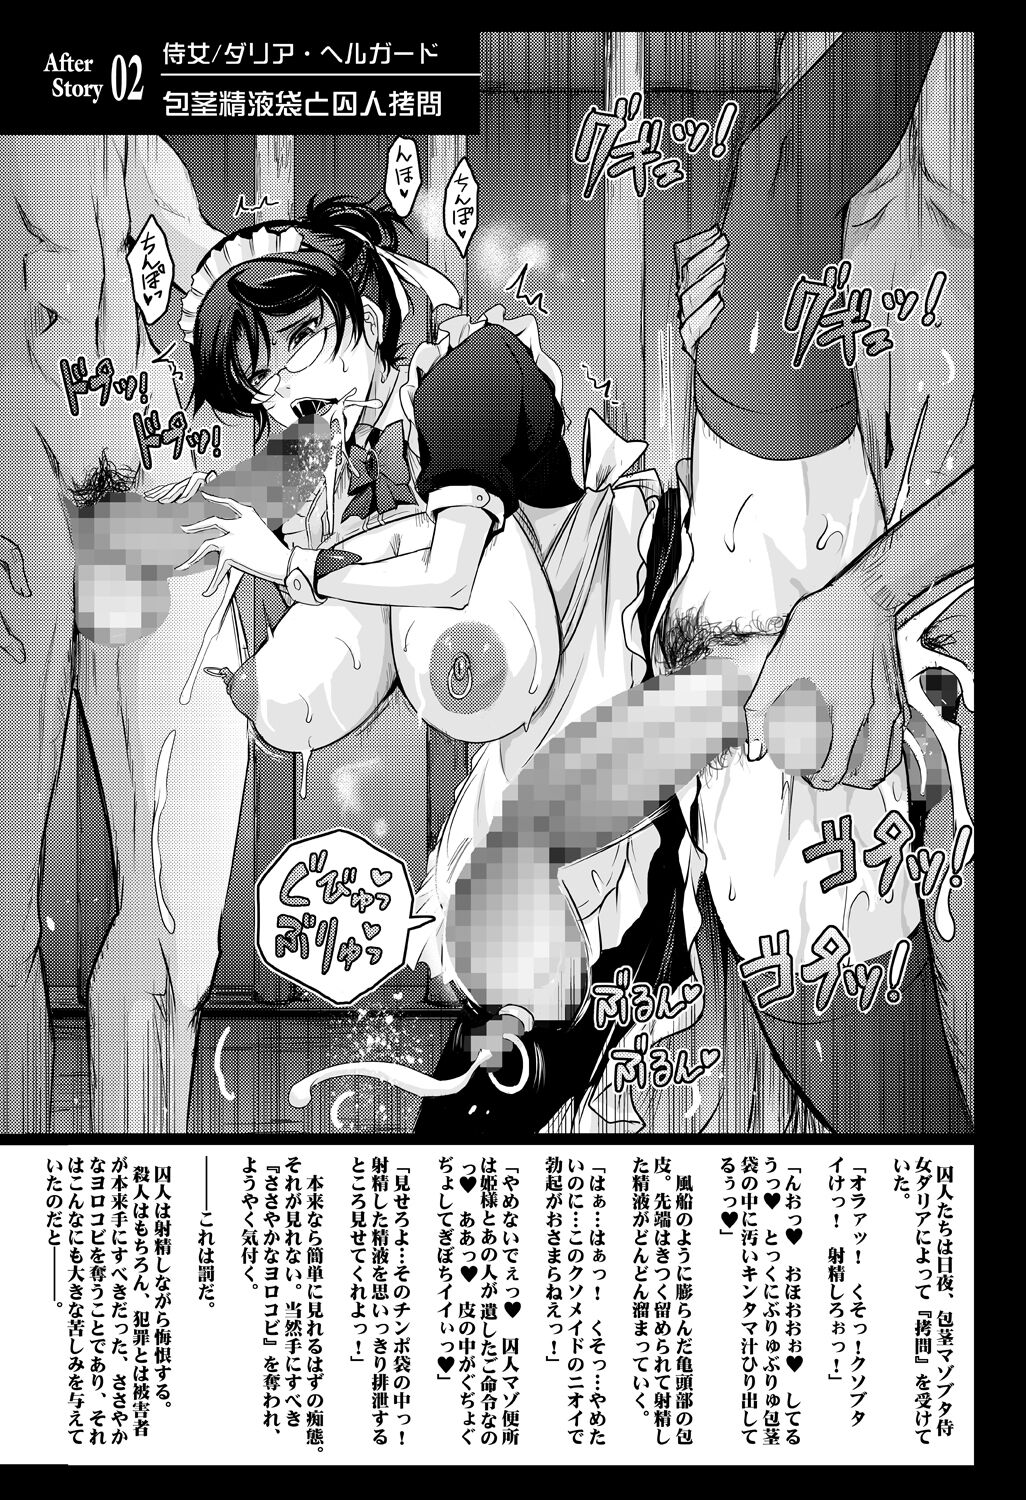 After Story 02
侍女/ダリア・ヘルガード
包茎精液袋と囚人拷問
グギュッ!
グギュッ!
ちんぽ♥
んほ♥
ちんぽっ♥
ドプッ!
ドプッ!
ゴチッ!
ゴチッ!
ぐびゅっ♥
ぶりゅっ♥
ぶるん♥
ぶるん♥
囚人たちは日夜、包茎マゾブタ侍
女ダリアによって『拷問』を受けて
いた。
「オラァッ! くそっ!クソブタ
イけっ! 射精しろぉっ!」
「んおっ♥ おほおぉぉ♥ してる
うっ♥ とっくにぶりゅぶりゅ包茎
袋の中に汚いキンタマ汁ひり出して
るぅっ♥」
風船のように膨らんだ亀頭部の包
皮。先端はきつく留められて射精し
た精液がどんどん溜まっていく。
「はぁ…はぁっ! くそっ…やめた
いのに…このクソメイドのニオイで
勃起がおさまらねえっ!」
「やめないでぇっ♥ 囚人マゾ便所
は姫様とあの人が遺したご命令なの
っ♥ ああっ♥ 皮の中がぐぢょぐ
ぢょしてぎぼぢイイぃっ♥」
「見せろよ…そのチンポ袋の中っ!
射精した精液を思いっきり排泄する
ところ見せてくれよっ!」
本来なら簡単に見れるはずの痴態。
それが見れない。当然手にすべき
『ささやかなヨロコビ』を奪われ、
ようやく気付く。
――これは罰だ。
囚人は射精しながら悔恨する。
殺人はもちろん、犯罪とは被害者
が本来手にすべきだった、ささやか
なヨロコビを奪うことであり、それ
はこんなにも大きな苦しみを与えて
いたのだと――。